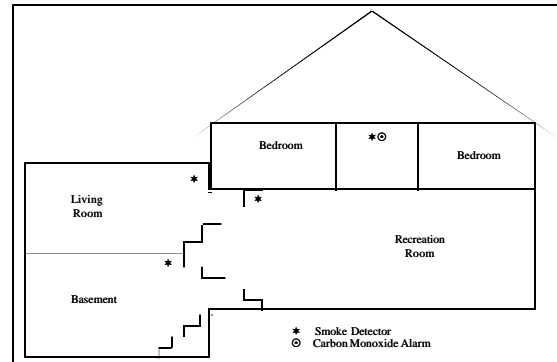 Bedroom
Bedroom
Living
Room
Recreation
Room
Basement
Smoke Detector
Carbon Monoxide Alarm